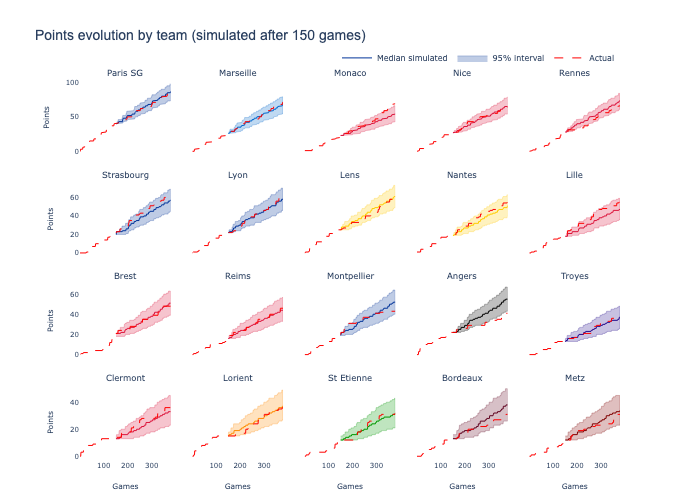 Points evolution by team (simulated after 150 games)
Median simulated 95% interval Actual
Paris SG Marseille Monaco Nice Rennes
100
50
0
Points
Strasbourg Lyon Lens Nantes Lille
60
40
20
0
Points
Brest Reims Montpellier Angers Troyes
60
40
20
0
Points
Clermont Lorient St Etienne Bordeaux Metz
40
20
0
Points
100 200 300 100 200 300 100 200 300 100 200 300 100 200 300
Games Games Games Games Games